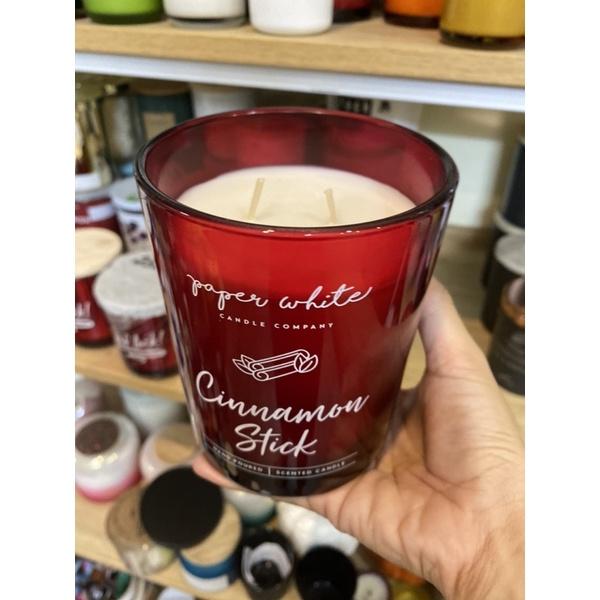 paper white
CANDLE COMPANY
Cinnamon
Stick
HAND POURED | SCENTED CANDLE